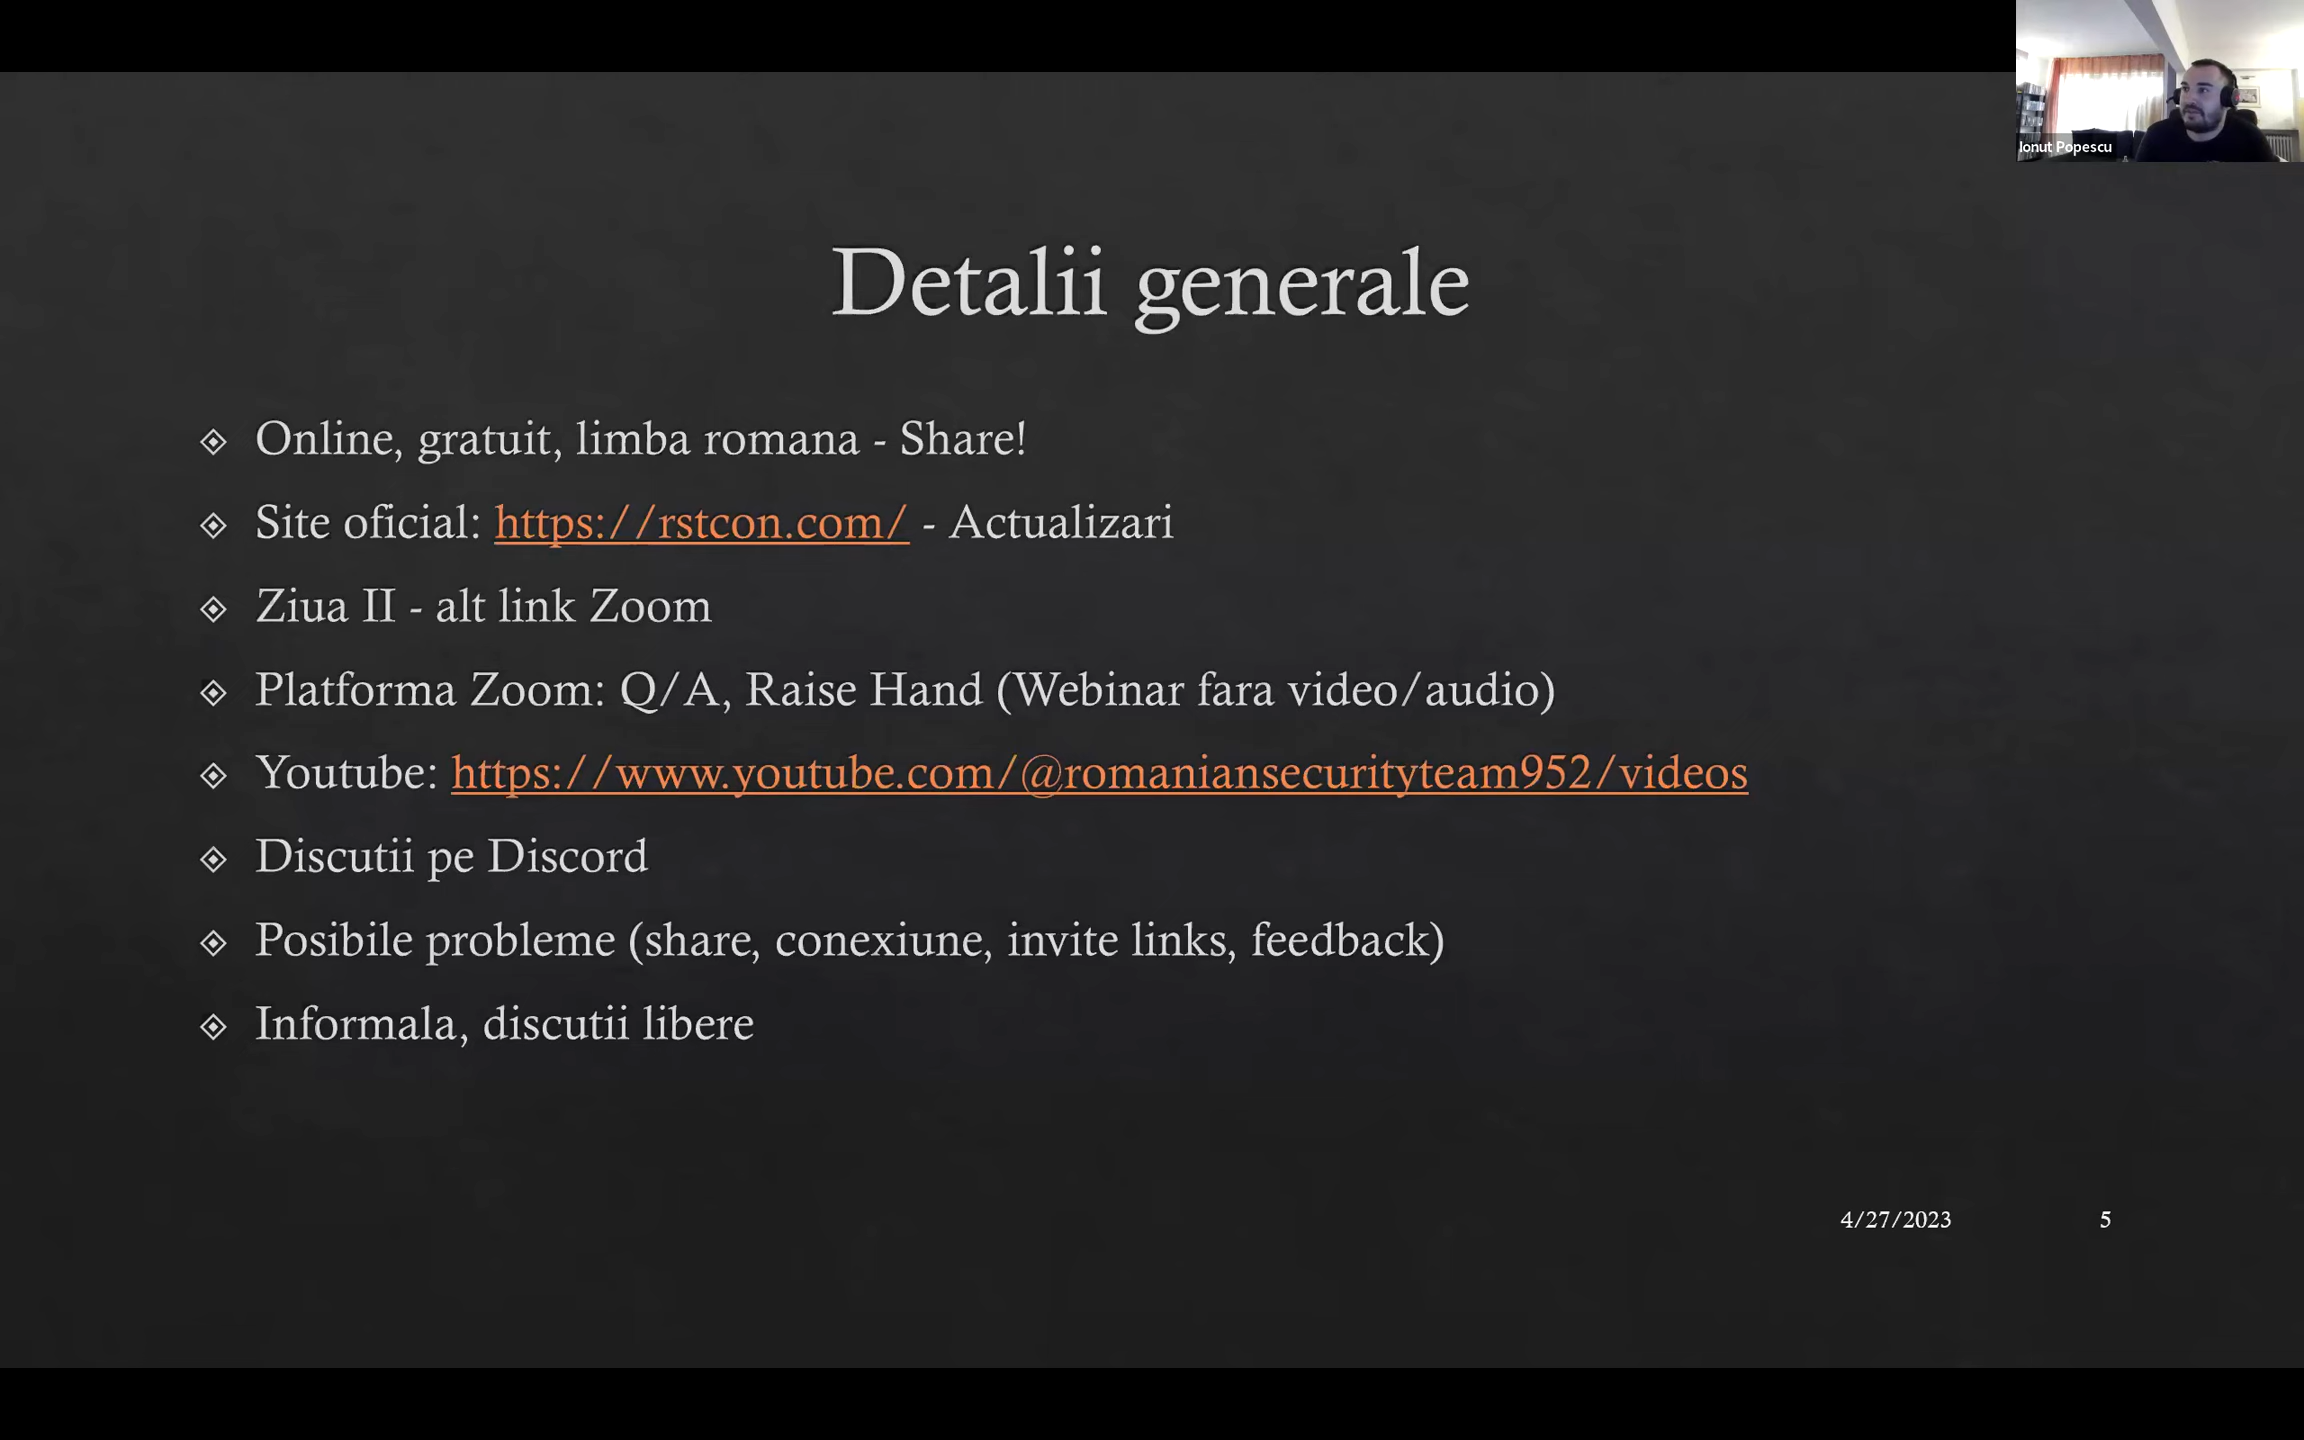 Ionut Popescu
Detalii generale
Online, gratuit, limba romana - Share!
Site oficial: https://rstcon.com/ - Actualizari
Ziua II - alt link Zoom
Platforma Zoom: Q/A, Raise Hand (Webinar fara video/audio)
Youtube: https://www.youtube.com/@romaniansecurityteam952/videos
Discutii pe Discord
Posibile probleme (share, conexiune, invite links, feedback)
Informala, discutii libere
4/27/2023 5